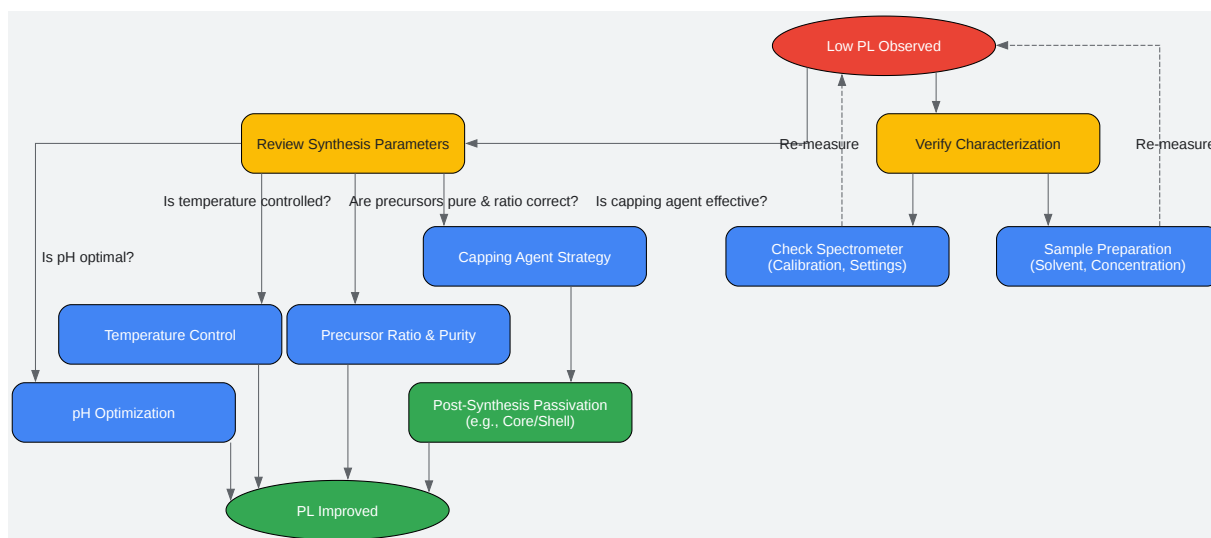 Low PL Observed
Review Synthesis Parameters
Re-measure
Verify Characterization
Re-measure
Is temperature controlled?
Are precursors pure & ratio correct?
Is capping agent effective?
Is pH optimal?
Capping Agent Strategy
Check Spectrometer
(Calibration, Settings)
Sample Preparation
(Solvent, Concentration)
Temperature Control
Precursor Ratio & Purity
pH Optimization
Post-Synthesis Passivation
(e.g., Core/Shell)
PL Improved